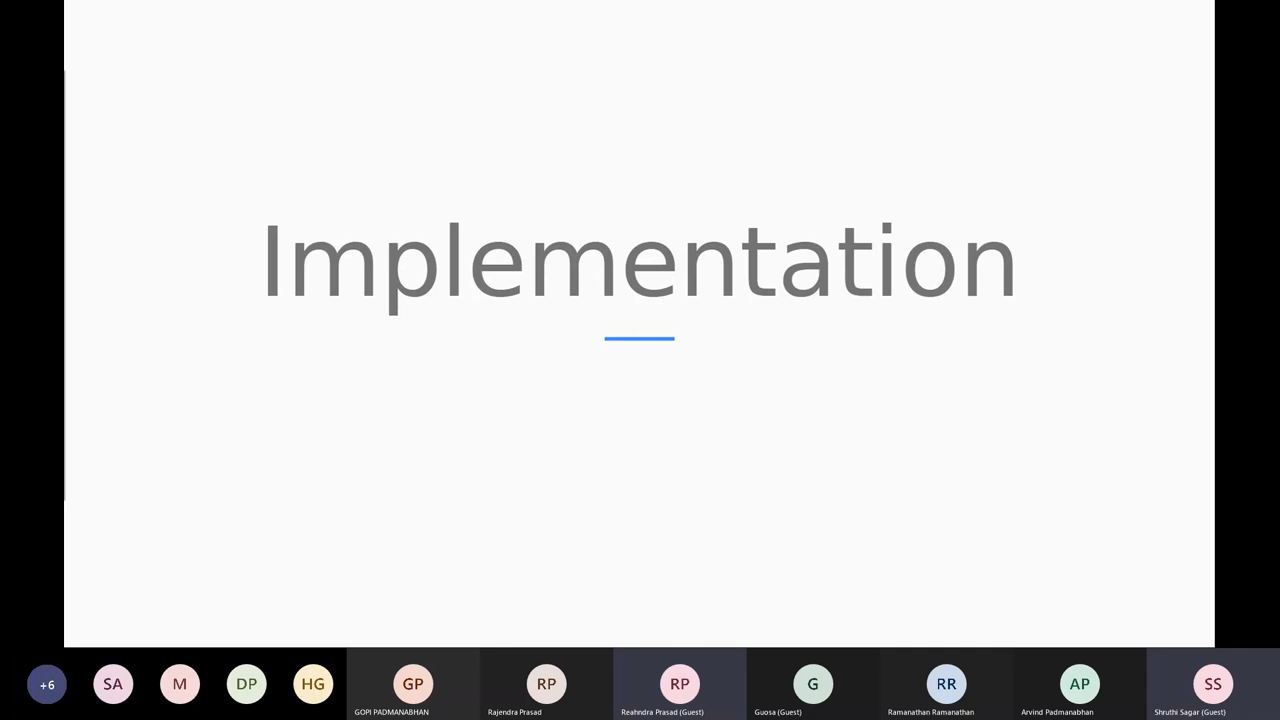 Implementation
+6
SA
M
DP
HG
GP
RP
RP
G
RR
AP
SS
GOPI PADMANABHAN
Rajendra Prasad
Reahndra Prasad (Guest)
Guosa (Guest)
Ramanathan Ramanathan
Arvind Padmanabhan
Shruthi Sagar (Guest)